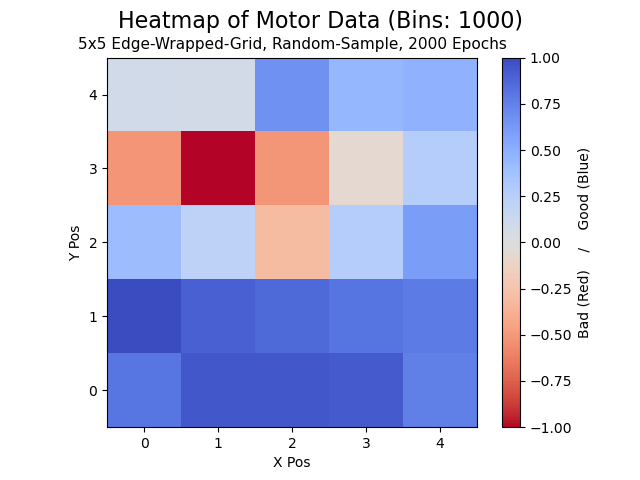 Heatmap of Motor Data (Bins: 1000)
5x5 Edge-Wrapped-Grid, Random-Sample, 2000 Epochs
4
3
2
1
0
Y Pos
0 1 2 3 4
X Pos
1.00
0.75
0.50
0.25
0.00
−0.25
−0.50
−0.75
−1.00
Bad (Red) / Good (Blue)